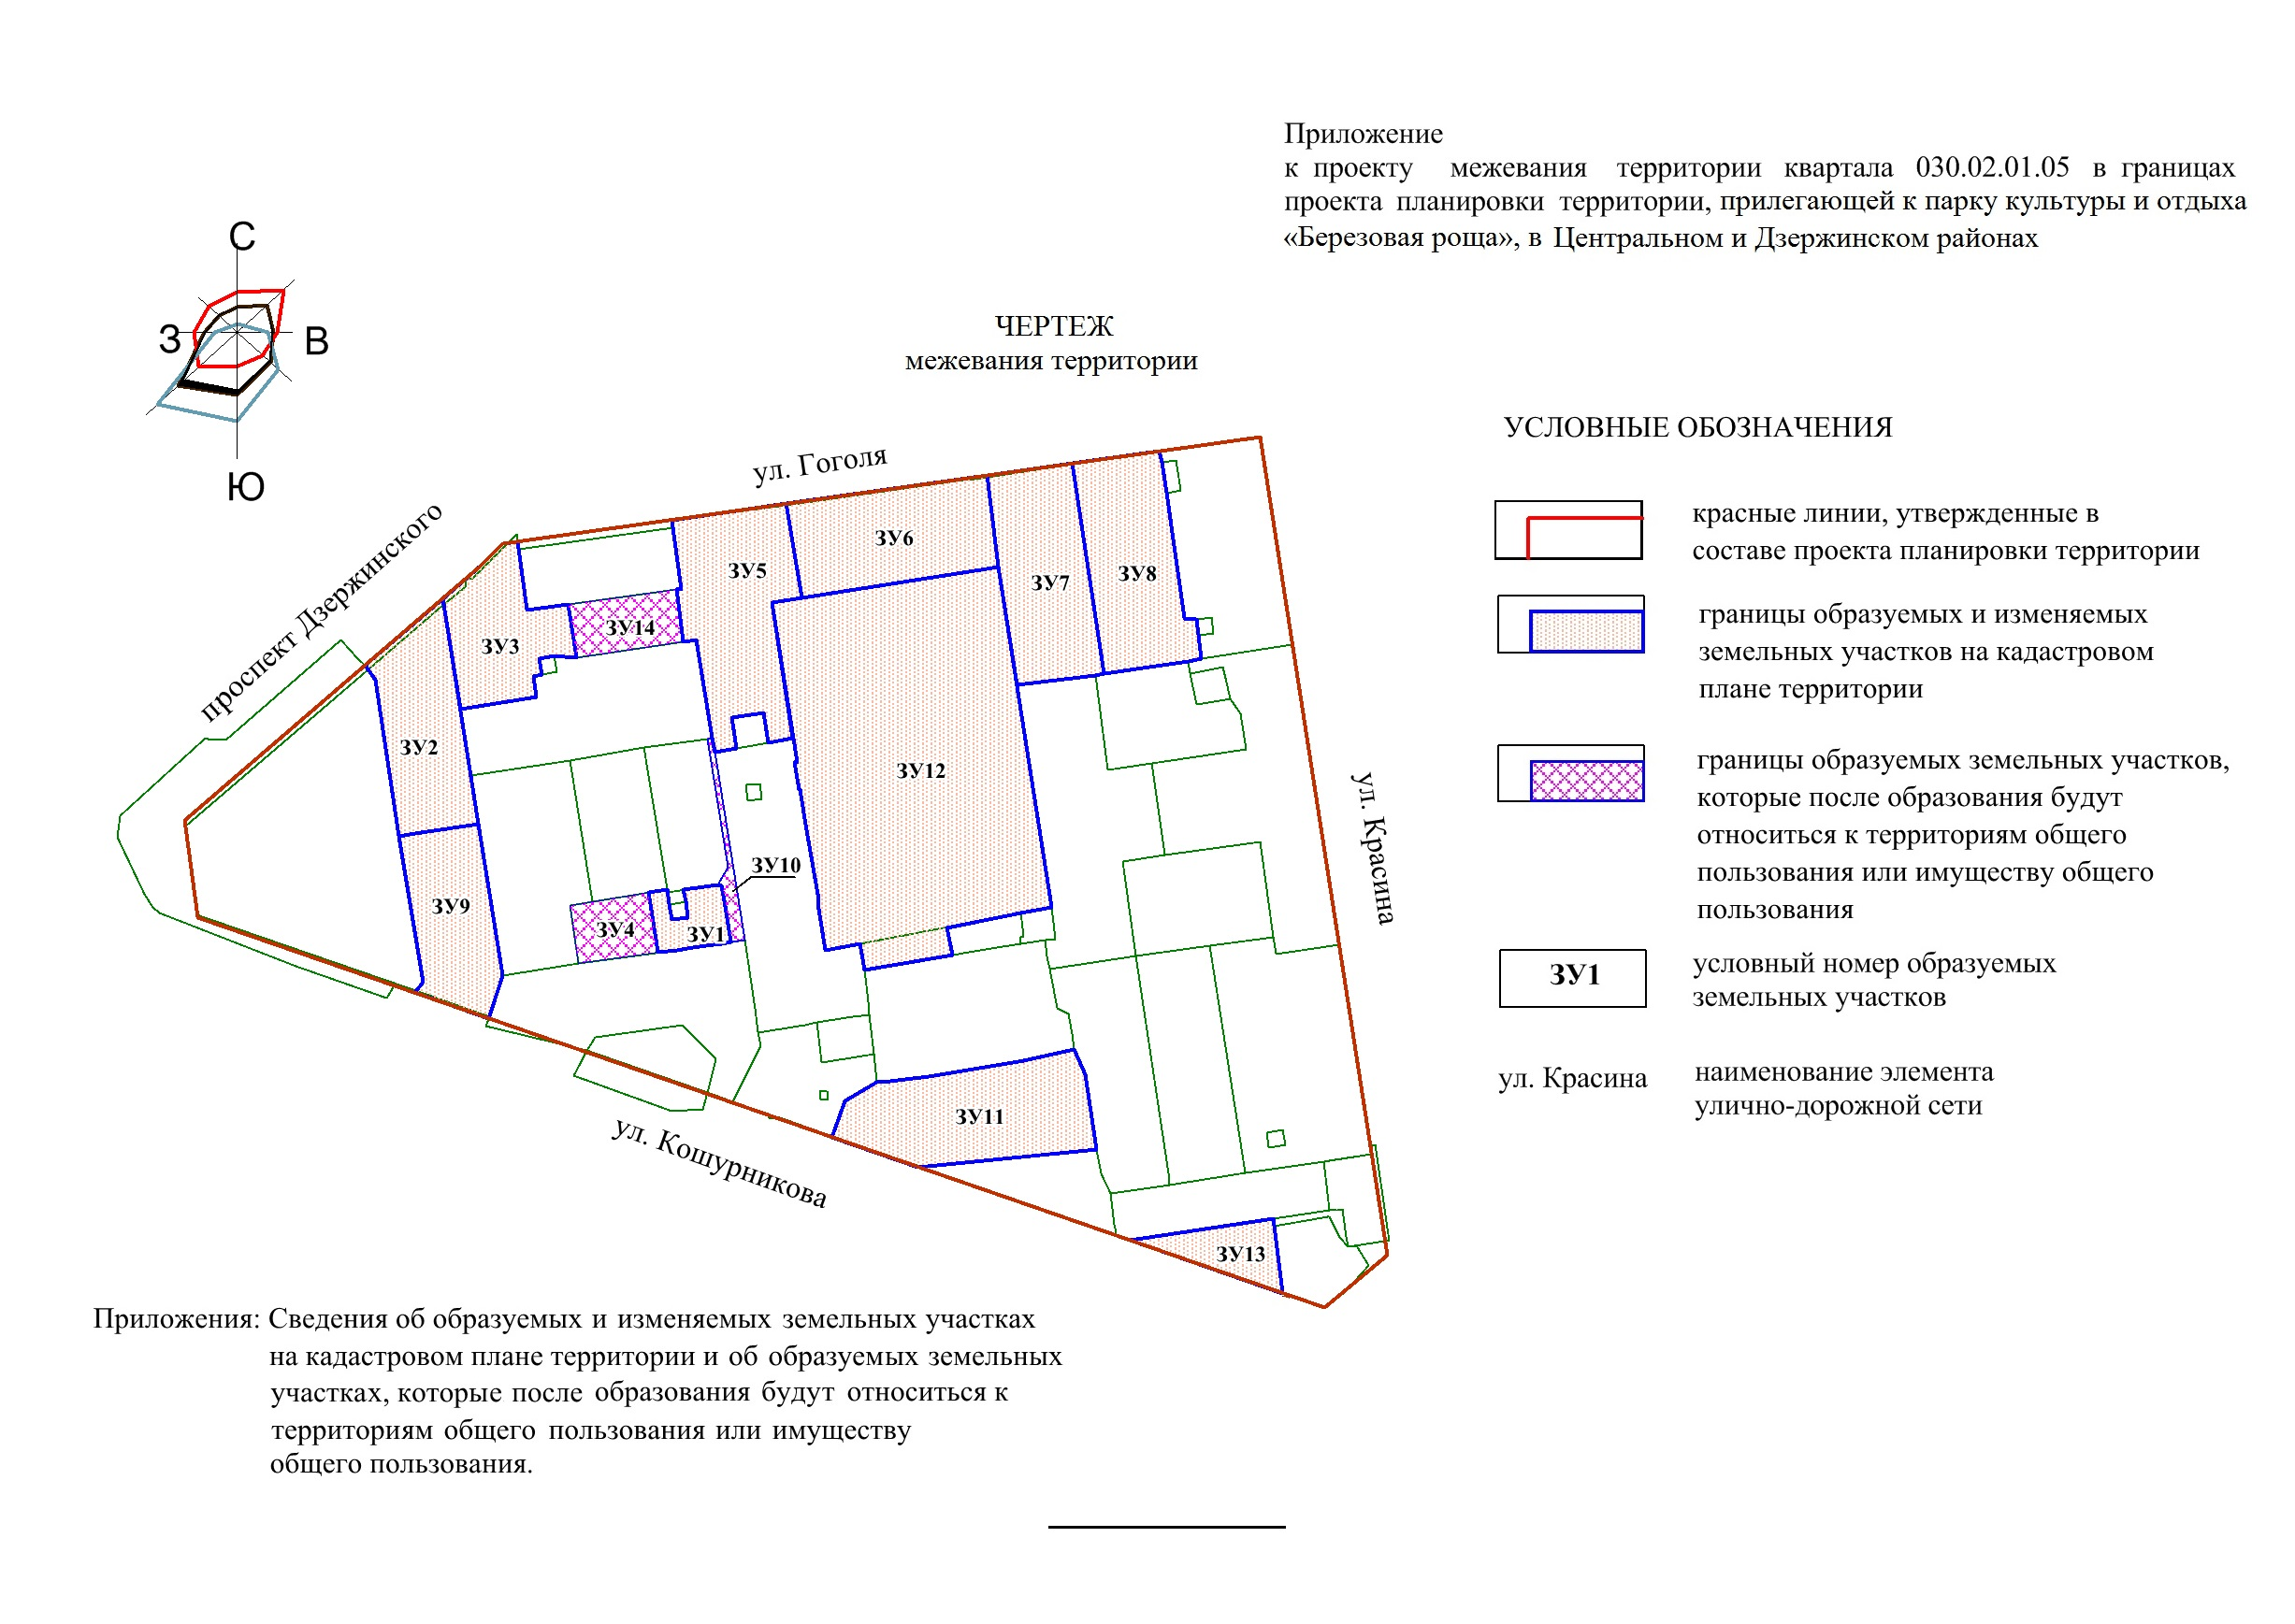 Приложение
к проекту межевания территории квартала 030.02.01.05 в границах
проекта планировки территории, прилегающей к парку культуры и отдыха
«Березовая роща», в Центральном и Дзержинском районах
С
З
В
Ю
ЧЕРТЕЖ
межевания территории
УСЛОВНЫЕ ОБОЗНАЧЕНИЯ
красные линии, утвержденные в
составе проекта планировки территории
границы образуемых и изменяемых
земельных участков на кадастровом
плане территории
границы образуемых земельных участков,
которые после образования будут
относиться к территориям общего
пользования или имуществу общего
пользования
ЗУ1
условный номер образуемых
земельных участков
ул. Красина
наименование элемента
улично-дорожной сети
ул. Гоголя
проспект Дзержинского
ул. Красина
ул. Кошурникова
ЗУ6
ЗУ5
ЗУ7
ЗУ8
ЗУ14
ЗУ3
ЗУ2
ЗУ12
ЗУ10
ЗУ9
ЗУ4
ЗУ1
ЗУ11
ЗУ13
Приложения: Сведения об образуемых и изменяемых земельных участках
на кадастровом плане территории и об образуемых земельных
участках, которые после образования будут относиться к
территориям общего пользования или имуществу
общего пользования.